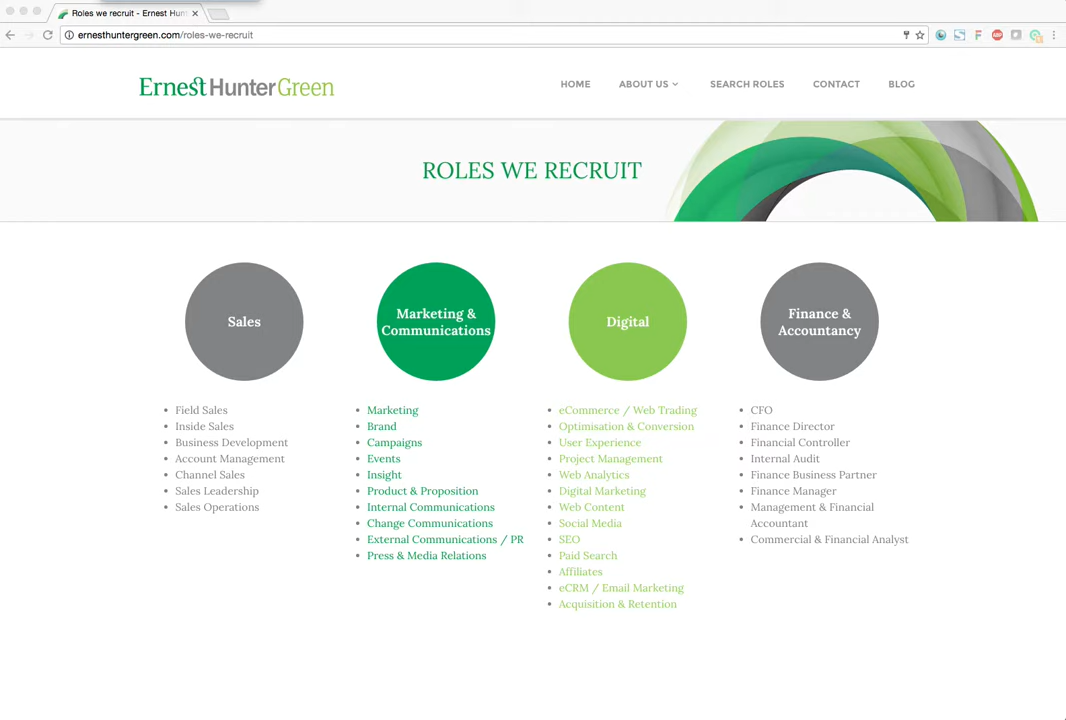 Roles we recruit - Ernest Hunt
ernesthuntergreen.com/roles-we-recruit
Ernest Hunter Green
HOME
ABOUT US
SEARCH ROLES
CONTACT
BLOG
ROLES WE RECRUIT
Sales
Field Sales
Inside Sales
Business Development
Account Management
Channel Sales
Sales Leadership
Sales Operations
Marketing &
Communications
Marketing
Brand
Campaigns
Events
Insight
Product & Proposition
Internal Communications
Change Communications
External Communications / PR
Press & Media Relations
Digital
eCommerce / Web Trading
Optimisation & Conversion
User Experience
Project Management
Web Analytics
Digital Marketing
Web Content
Social Media
SEO
Paid Search
Affiliates
eCRM / Email Marketing
Acquisition & Retention
Finance &
Accountancy
CFO
Finance Director
Financial Controller
Internal Audit
Finance Business Partner
Finance Manager
Management & Financial
Accountant
Commercial & Financial Analyst